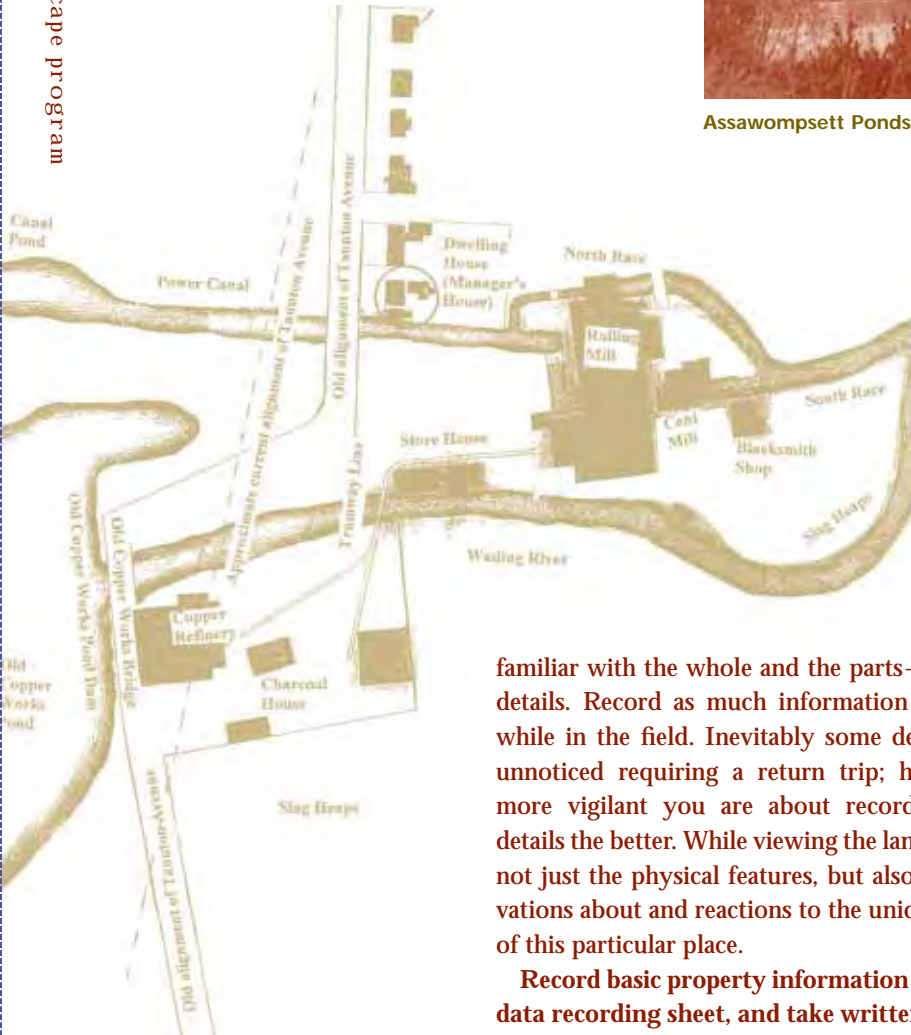 cape program
Assawompsett Ponds
Canal
Pond
Power Canal
Approximate current alignment of Taunton Avenue
Old alignment of Taunton Avenue
Dwelling
House
(Manager's
House)
North Race
Rolling
Mill
South Race
Cent
Mill
Blacksmith
Shop
Store House
Tramway Line
Slag Heaps
Wading River
Old Copper Works Pond Dam
Old Copper Works Bridge
Copper
Refinery
Old
Copper
Works
Pond
Charcoal
House
Slag Heaps
Old alignment of Taunton Avenue
familiar with the whole and the parts-
details. Record as much information
while in the field. Inevitably some de
unnoticed requiring a return trip; h
more vigilant you are about record
details the better. While viewing the lan
not just the physical features, but also
vations about and reactions to the unic
of this particular place.
Record basic property information
data recording sheet, and take writte